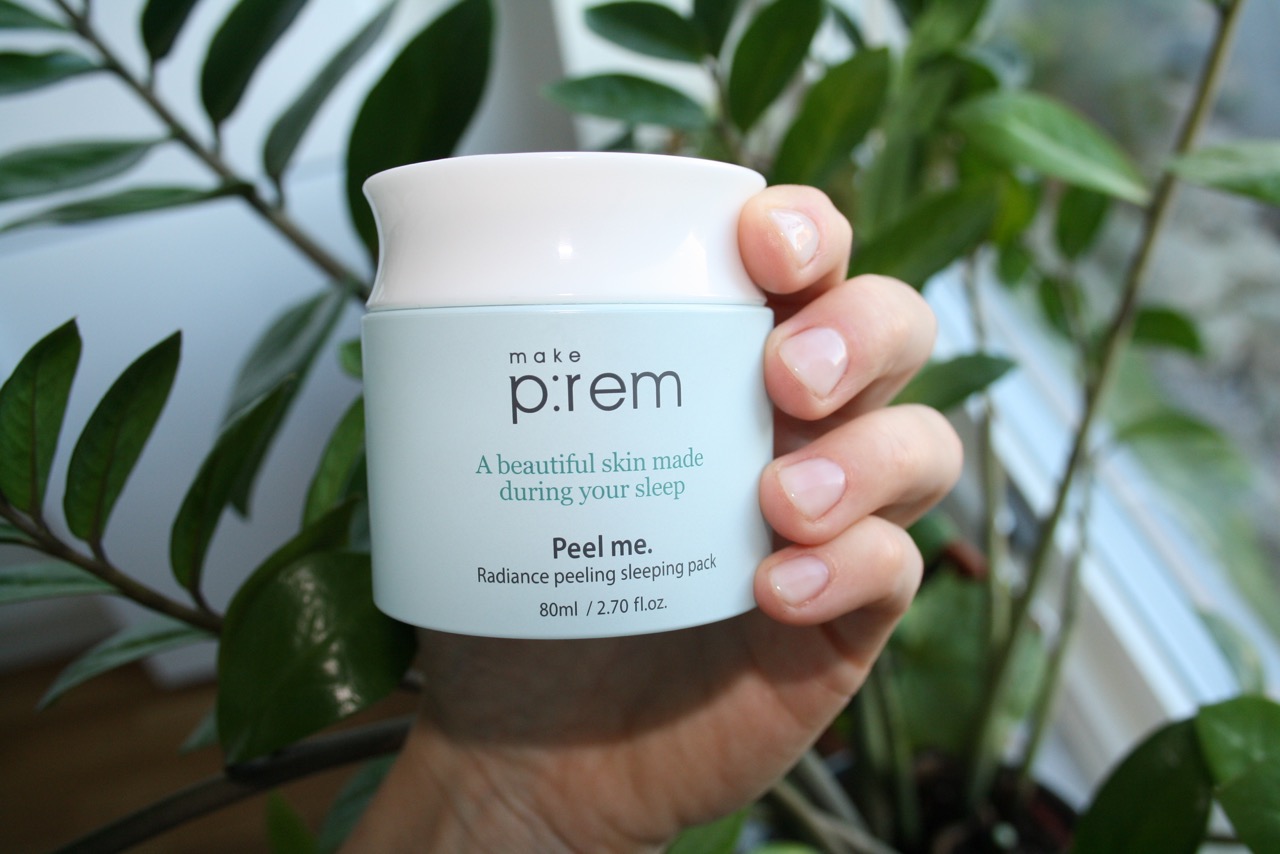 make
p:rem
A beautiful skin made
during your sleep
Peel me.
Radiance peeling sleeping pack
80ml / 2.70 fl.oz.